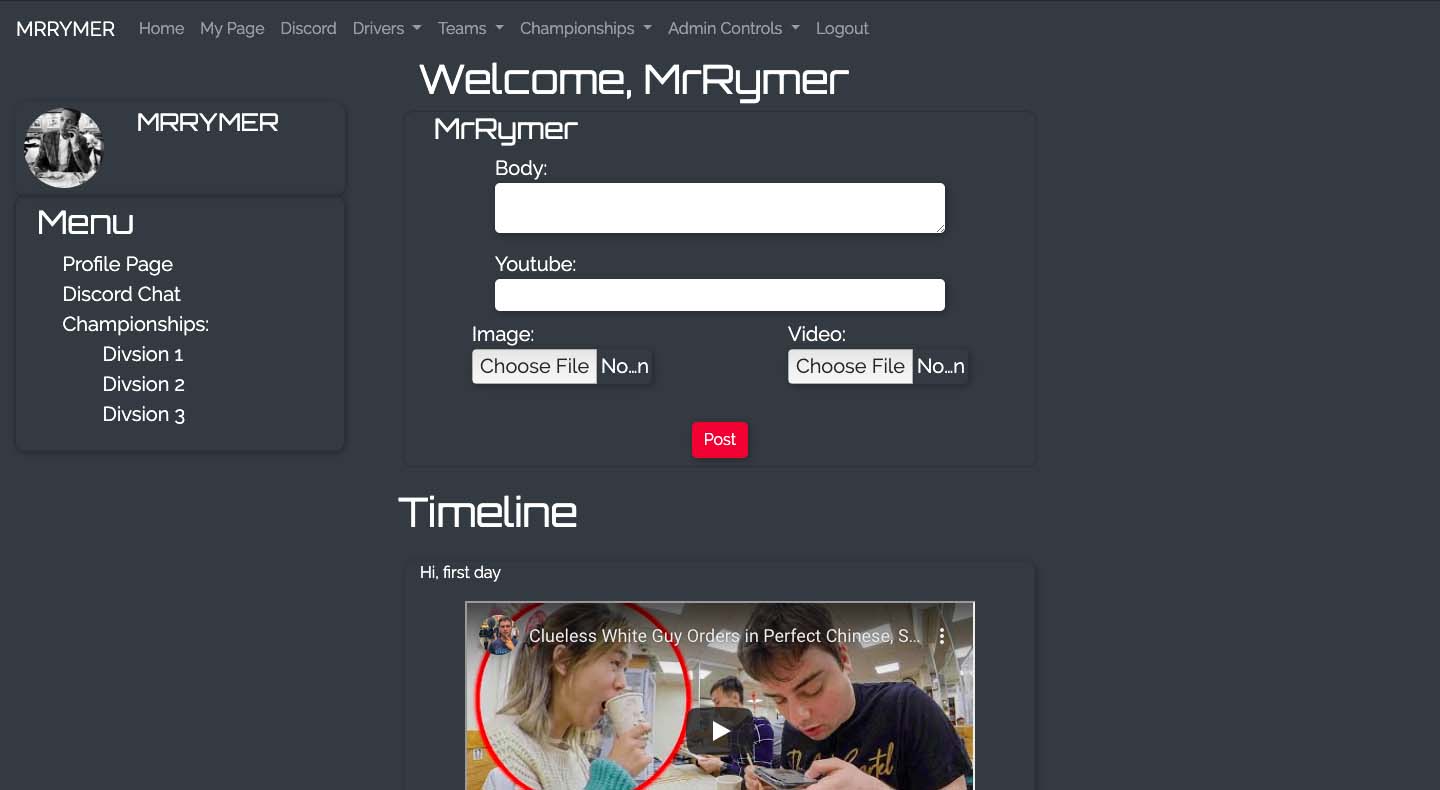 MRRYMER Home My Page Discord Drivers Teams Championships Admin Controls Logout
Welcome, MrRymer
MRRYMER
Menu
Profile Page
Discord Chat
Championships:
Divsion 1
Divsion 2
Divsion 3
MrRymer
Body:
Youtube:
Image: Video:
Choose File No...n Choose File No...n
Post
Timeline
Hi, first day
Clueless White Guy Orders in Perfect Chinese, S...